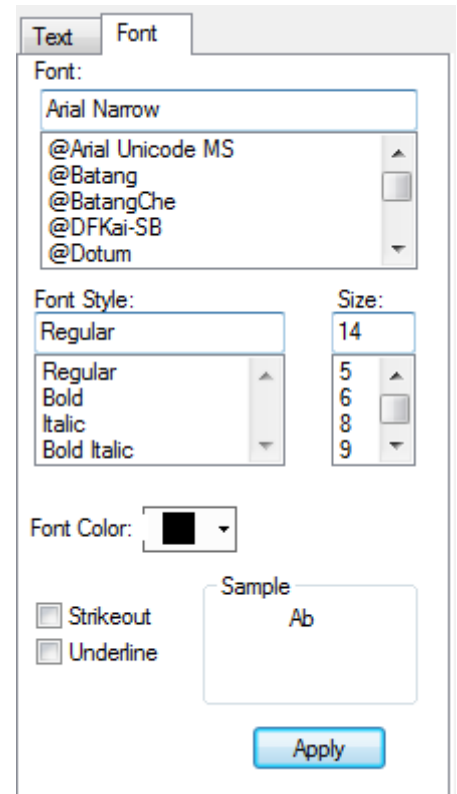 Text Font
Font:
Arial Narrow
@Arial Unicode MS
@Batang
@BatangChe
@DFKai-SB
@Dotum
Font Style: Size:
Regular 14
Regular 5
Bold 6
Italic 8
Bold Italic 9
Font Color:
Sample
Strikeout Ab
Underline
Apply